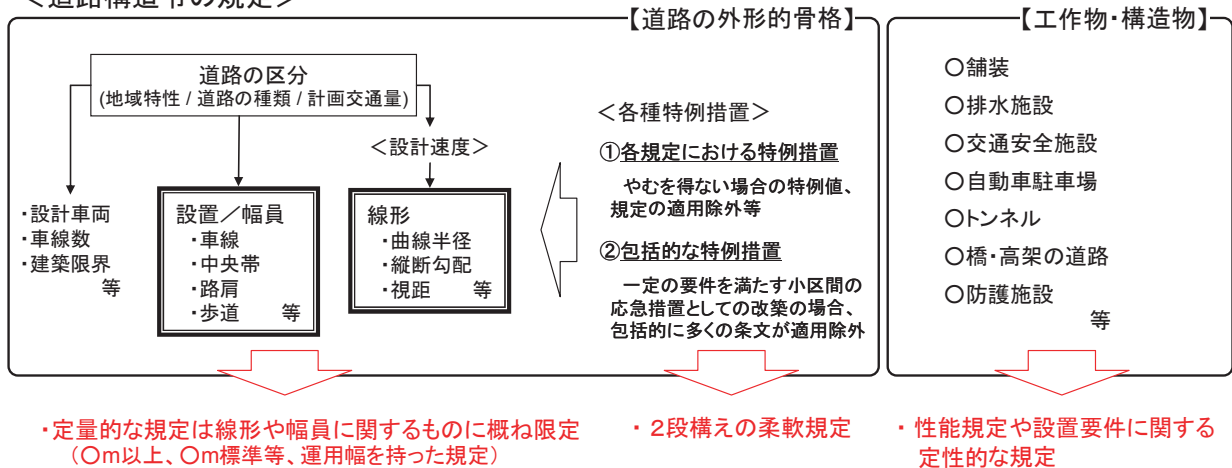 <道路構造令の規定>
【道路の外形的骨格】
道路の区分
(地域特性 / 道路の種類 / 計画交通量)
<設計速度>
・設計車両
・車線数
・建築限界
等
設置／幅員
・車線
・中央帯
・路肩
・歩道 等
線形
・曲線半径
・縦断勾配
・視距 等
<各種特例措置>
①各規定における特例措置
やむを得ない場合の特例値、
規定の適用除外等
②包括的な特例措置
一定の要件を満たす小区間の
応急措置としての改築の場合、
包括的に多くの条文が適用除外
【工作物・構造物】
○舗装
○排水施設
○交通安全施設
○自動車駐車場
○トンネル
○橋・高架の道路
○防護施設
等
・定量的な規定は線形や幅員に関するものに概ね限定
（○m以上、○m標準等、運用幅を持った規定）
・２段構えの柔軟規定
・性能規定や設置要件に関する
定性的な規定